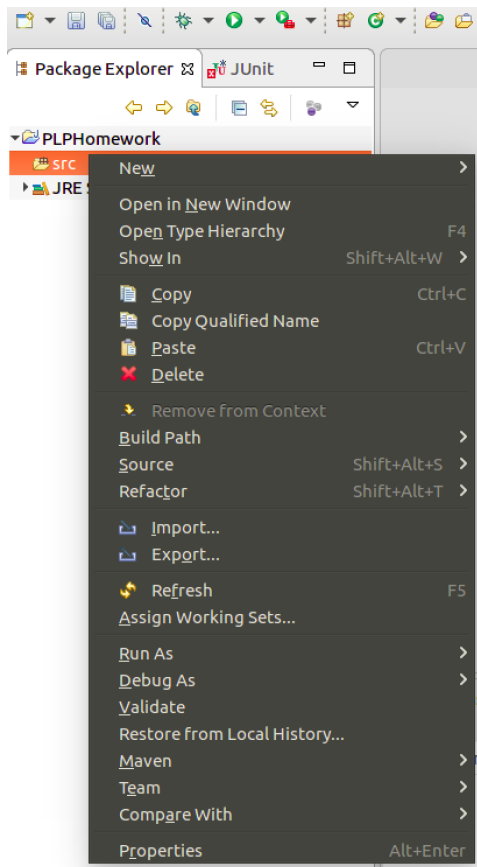 Package Explorer JUnit
PLPHomework
src
JRE
New
Open in New Window
Open Type Hierarchy F4
Show In Shift+Alt+W
Copy Ctrl+C
Copy Qualified Name
Paste Ctrl+V
Delete
Remove from Context
Build Path
Source Shift+Alt+S
Refactor Shift+Alt+T
Import...
Export...
Refresh F5
Assign Working Sets...
Run As
Debug As
Validate
Restore from Local History...
Maven
Team
Compare With
Properties Alt+Enter